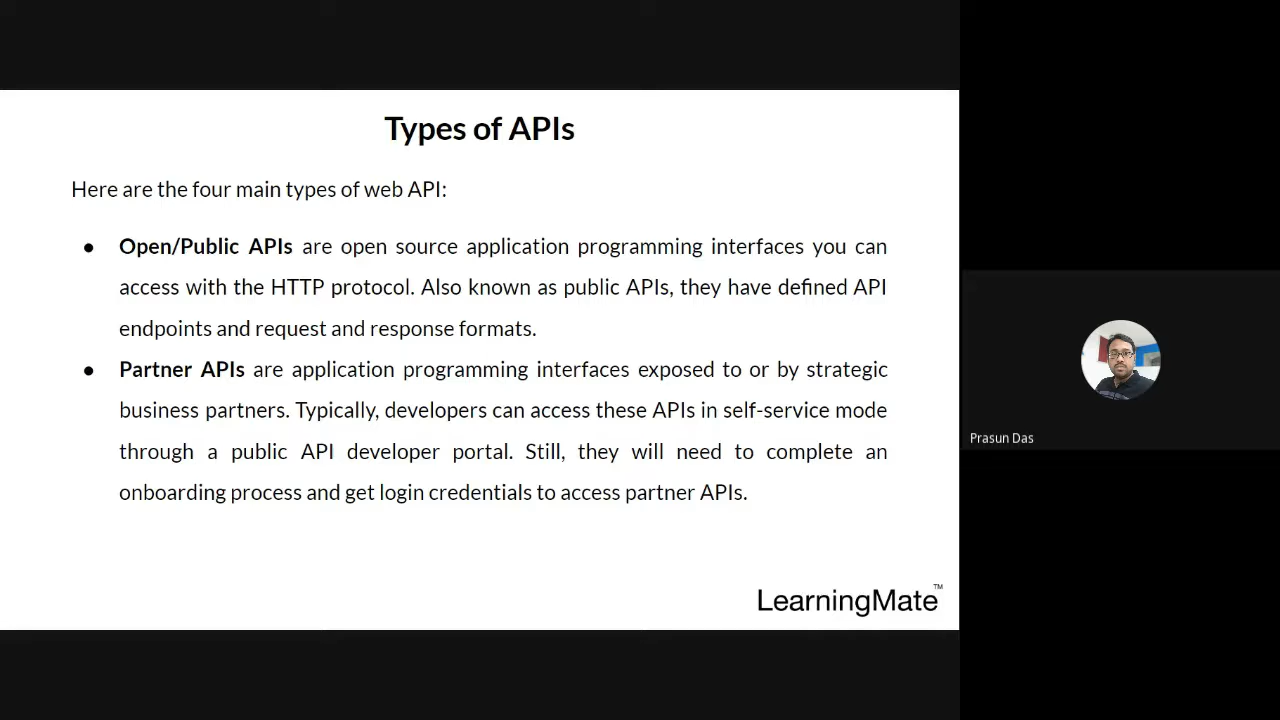 Types of APIs
Here are the four main types of web API:
● Open/Public APIs are open source application programming interfaces you can
access with the HTTP protocol. Also known as public APIs, they have defined API
endpoints and request and response formats.
● Partner APIs are application programming interfaces exposed to or by strategic
business partners. Typically, developers can access these APIs in self-service mode
through a public API developer portal. Still, they will need to complete an
onboarding process and get login credentials to access partner APIs.
LearningMate™
Prasun Das